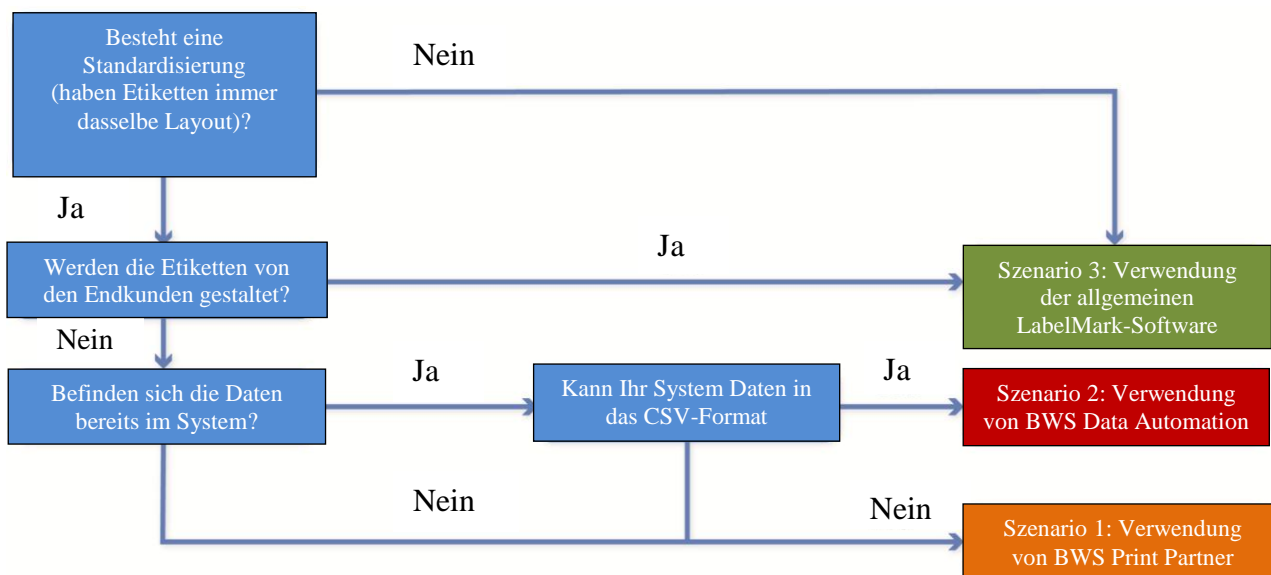 Besteht eine
Standardisierung
(haben Etiketten immer
dasselbe Layout)?
Nein
Ja
Werden die Etiketten von
den Endkunden gestaltet?
Ja
Szenario 3: Verwendung
der allgemeinen
LabelMark-Software
Nein
Befinden sich die Daten
bereits im System?
Ja
Kann Ihr System Daten in
das CSV-Format
Ja
Szenario 2: Verwendung
von BWS Data Automation
Nein
Nein
Szenario 1: Verwendung
von BWS Print Partner